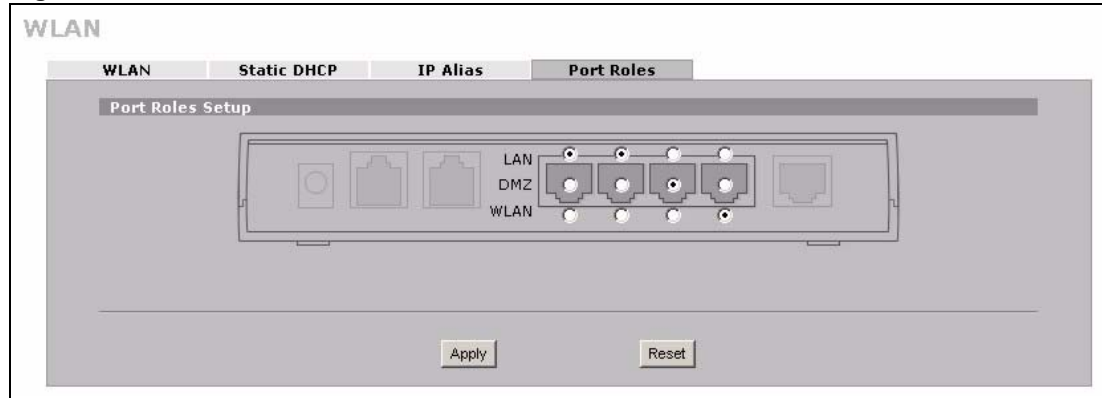 WLAN
WLAN Static DHCP IP Alias Port Roles
Port Roles Setup
LAN
DMZ
WLAN
Apply Reset